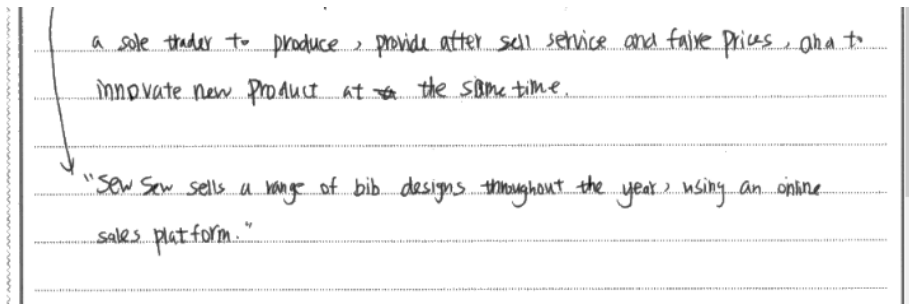 a sole trader to produce, provide after sell service and faire prices, and to
innovate new product at the same time.
"Sew Sew sells a range of bib designs throughout the year, using an online
sales platform."